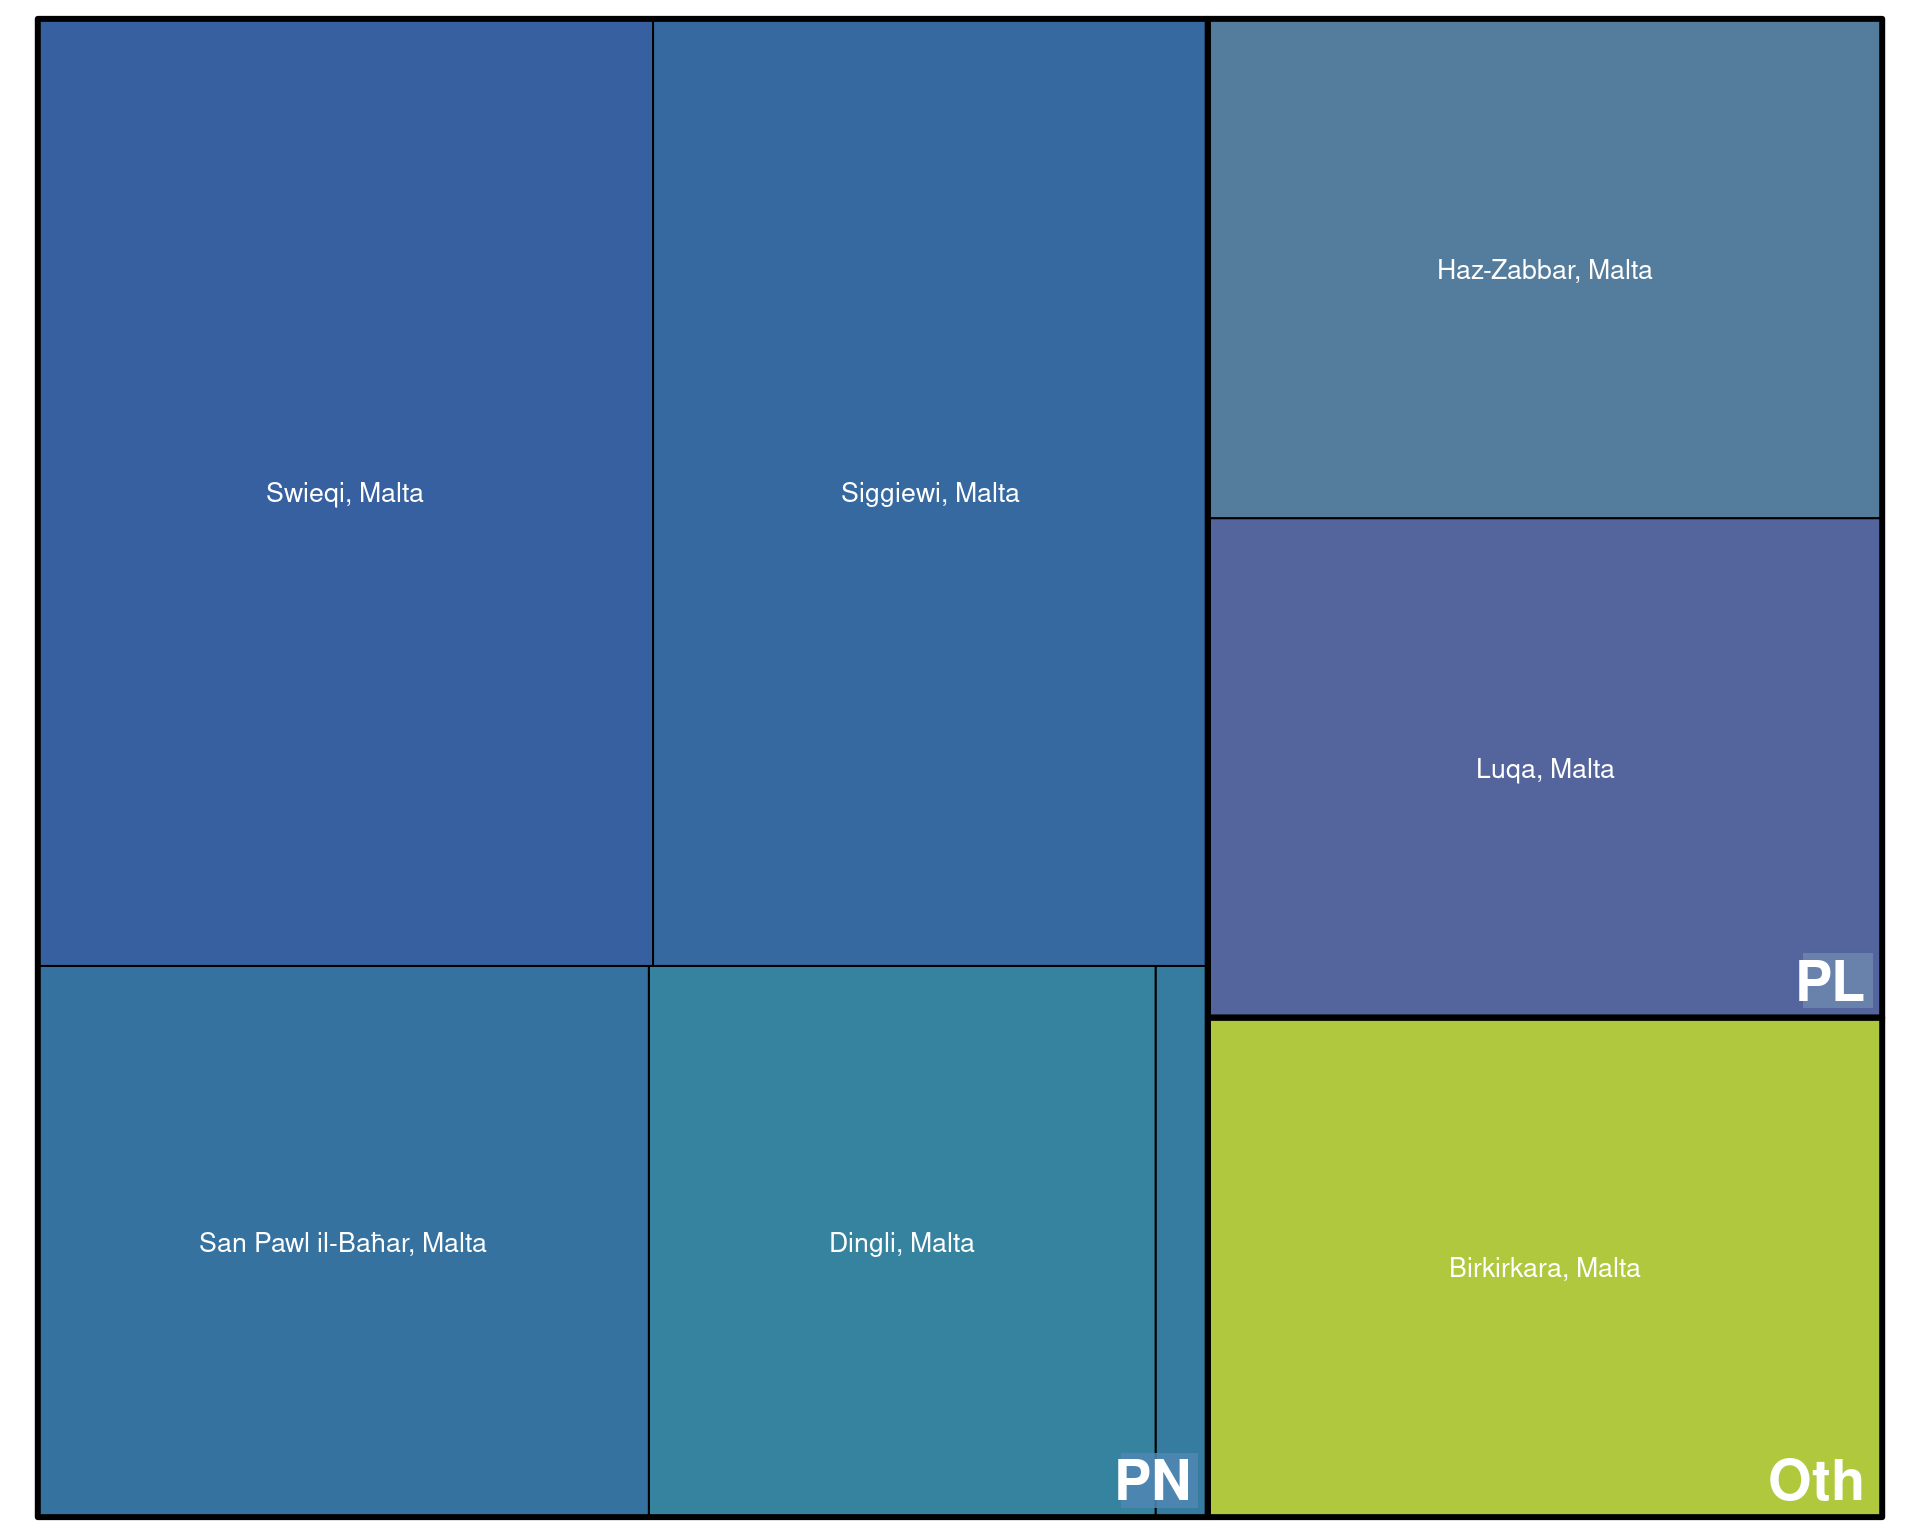 Swieqi, Malta
Siggiewi, Malta
San Pawl il-Baħar, Malta
Dingli, Malta
PN
Haz-Zabbar, Malta
Luqa, Malta
PL
Birkirkara, Malta
Oth